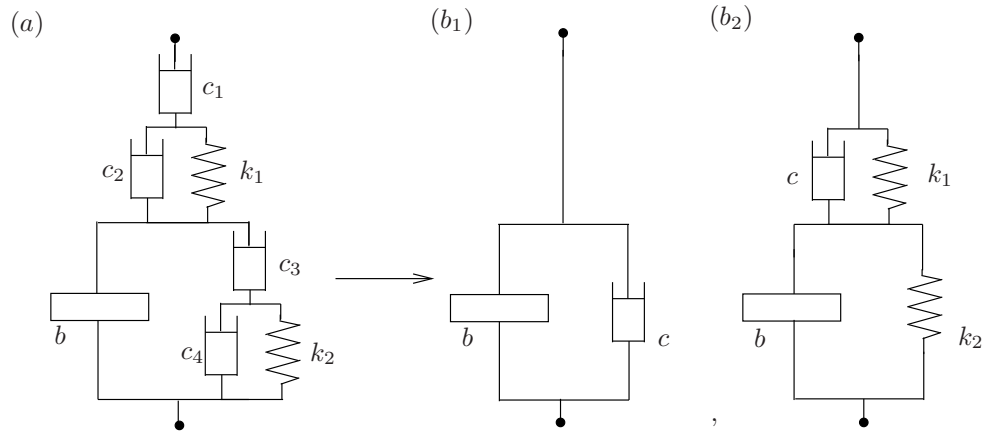 (a)
c₁
c₂
k₁
c₃
b
c₄
k₂
(b₁)
b
c
,
(b₂)
c
k₁
b
k₂